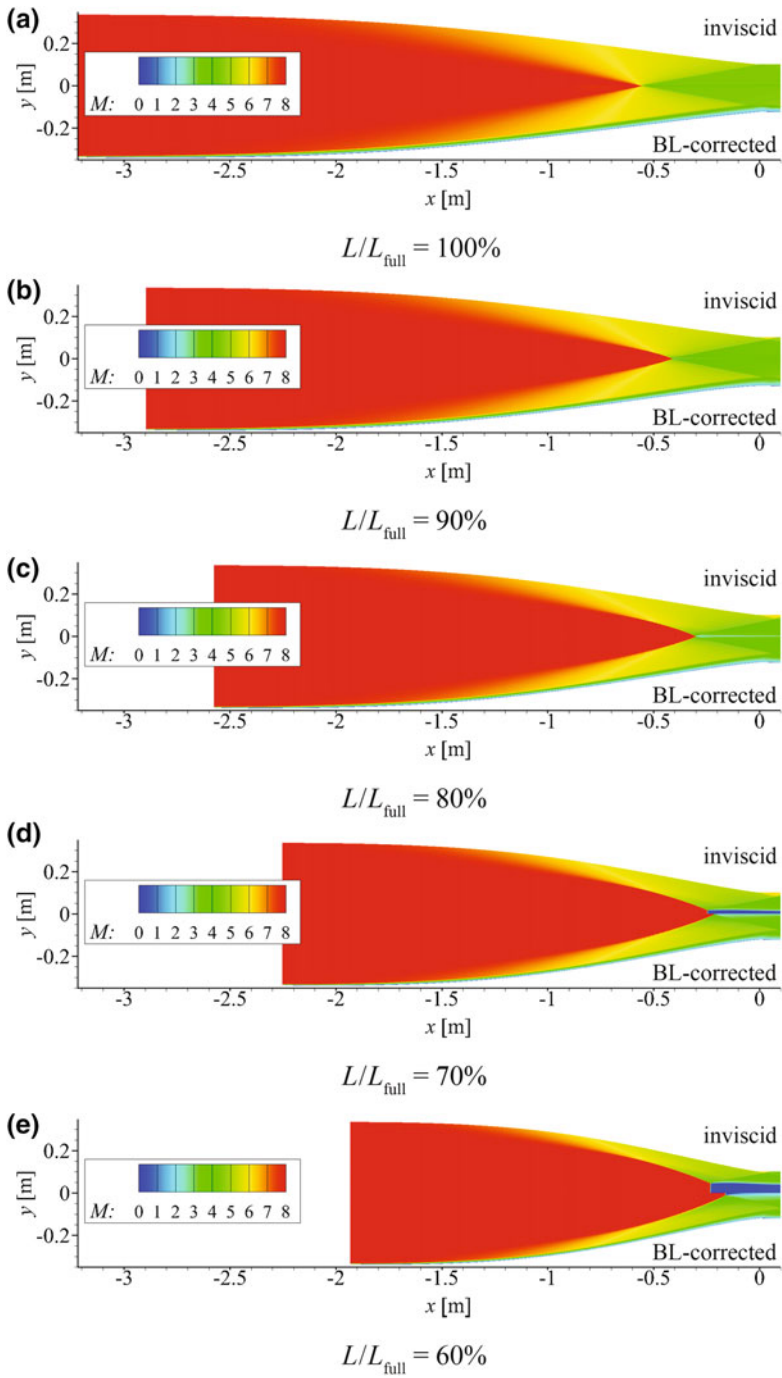 (a)
inviscid
0.2
0
-0.2
y [m]
M:
0 1 2 3 4 5 6 7 8
BL-corrected
-3 -2.5 -2 -1.5 -1 -0.5 0
x [m]
L/Lfull = 100%
(b)
inviscid
0.2
0
-0.2
y [m]
M:
0 1 2 3 4 5 6 7 8
BL-corrected
-3 -2.5 -2 -1.5 -1 -0.5 0
x [m]
L/Lfull = 90%
(c)
inviscid
0.2
0
-0.2
y [m]
M:
0 1 2 3 4 5 6 7 8
BL-corrected
-3 -2.5 -2 -1.5 -1 -0.5 0
x [m]
L/Lfull = 80%
(d)
inviscid
0.2
0
-0.2
y [m]
M:
0 1 2 3 4 5 6 7 8
BL-corrected
-3 -2.5 -2 -1.5 -1 -0.5 0
x [m]
L/Lfull = 70%
(e)
inviscid
0.2
0
-0.2
y [m]
M:
0 1 2 3 4 5 6 7 8
BL-corrected
-3 -2.5 -2 -1.5 -1 -0.5 0
x [m]
L/Lfull = 60%